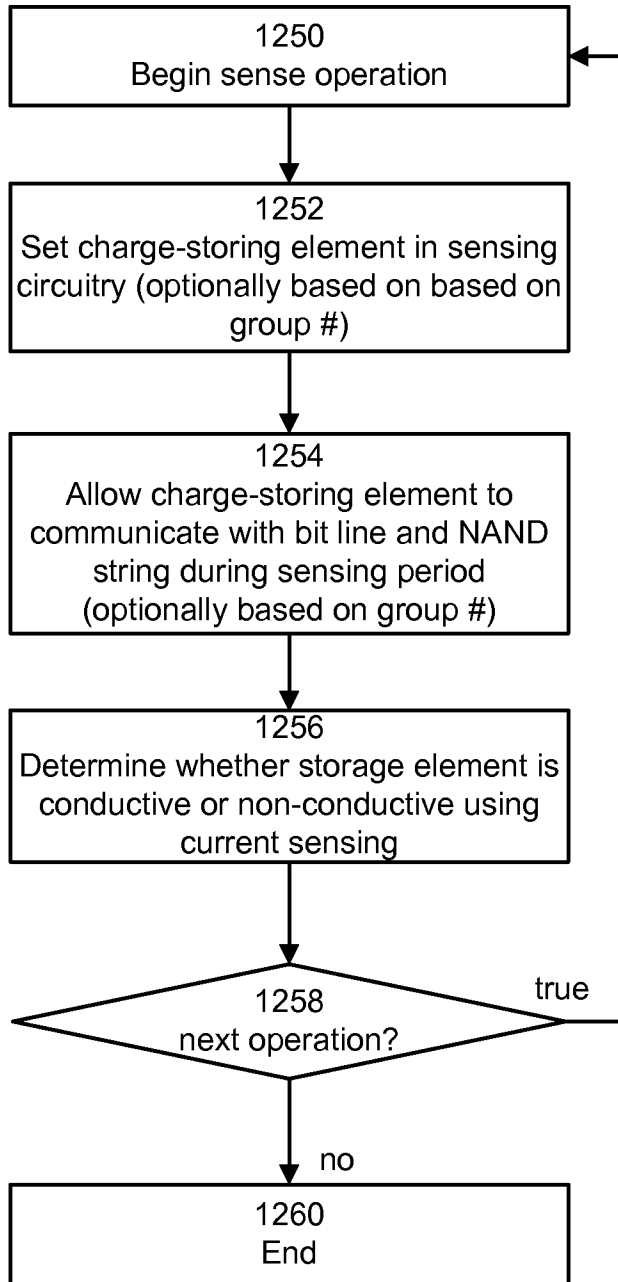 1250
Begin sense operation
1252
Set charge-storing element in sensing
circuitry (optionally based on based on
group #)
1254
Allow charge-storing element to
communicate with bit line and NAND
string during sensing period
(optionally based on group #)
1256
Determine whether storage element is
conductive or non-conductive using
current sensing
1258
next operation?
true
no
1260
End